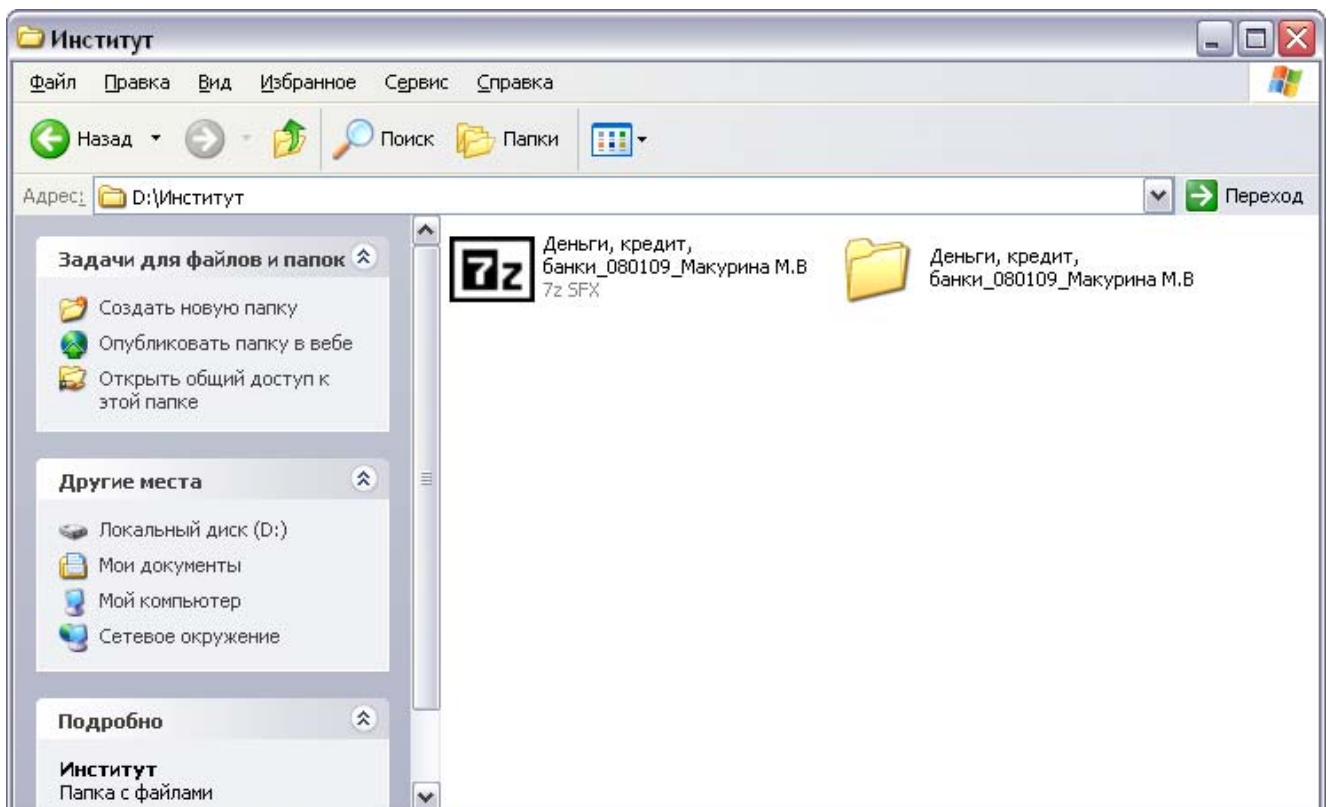 Институт
Файл Правка Вид Избранное Сервис Справка
Назад Поиск Папки
Адрес: D:\Институт Переход
Задачи для файлов и папок
Создать новую папку
Опубликовать папку в вебе
Открыть общий доступ к
этой папке
Другие места
Локальный диск (D:)
Мои документы
Мой компьютер
Сетевое окружение
Подробно
Институт
Папка с файлами
7z
Деньги, кредит,
банки_080109_Макурина М.В
7z SFX
Деньги, кредит,
банки_080109_Макурина М.В